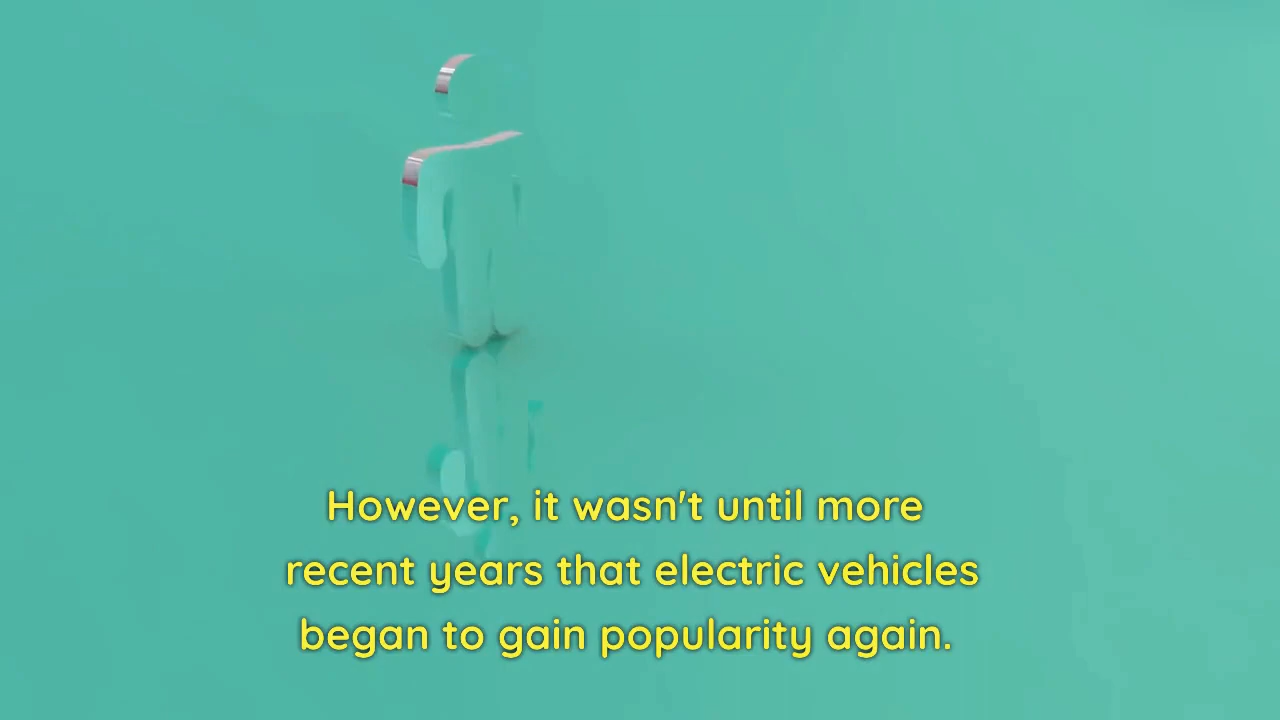 However, it wasn't until more
recent years that electric vehicles
began to gain popularity again.